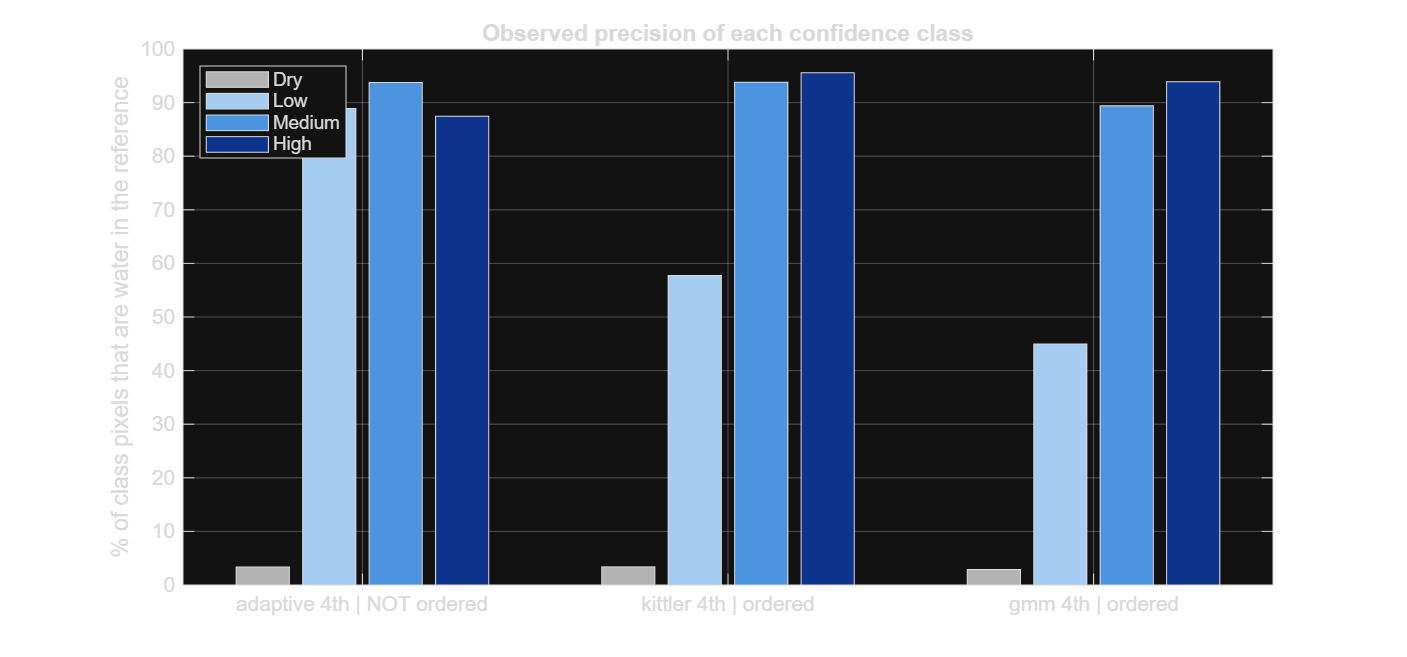 Observed precision of each confidence class
% of class pixels that are water in the reference
100
90
80
70
60
50
40
30
20
10
0
Dry
Low
Medium
High
adaptive 4th | NOT ordered
kittler 4th | ordered
gmm 4th | ordered